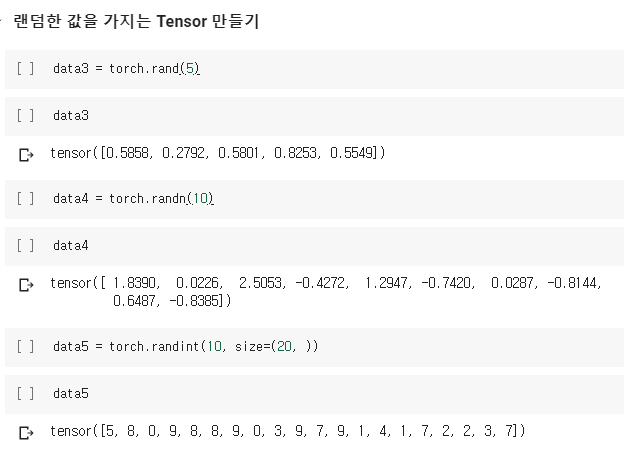 랜덤한 값을 가지는 Tensor 만들기
[ ] data3 = torch.rand(5)
[ ] data3
tensor([0.5858, 0.2792, 0.5801, 0.8253, 0.5549])
[ ] data4 = torch.randn(10)
[ ] data4
tensor([ 1.8390,  0.0226,  2.5053, -0.4272,  1.2947, -0.7420,  0.0287, -0.8144,
0.6487, -0.8385])
[ ] data5 = torch.randint(10, size=(20, ))
[ ] data5
tensor([5, 8, 0, 9, 8, 8, 9, 0, 3, 9, 7, 9, 1, 4, 1, 7, 2, 2, 3, 7])